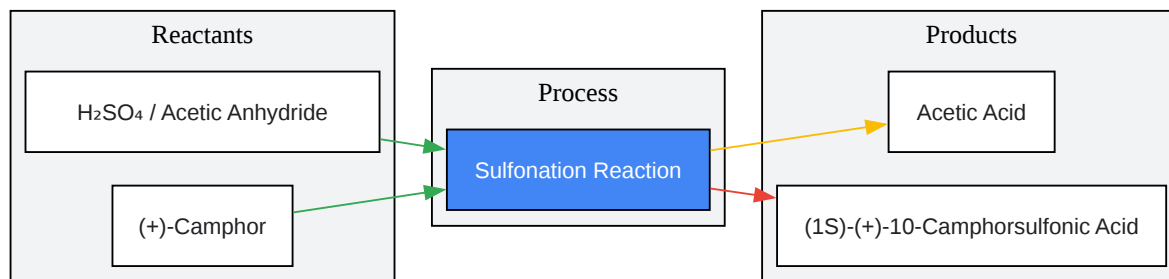 Reactants
H₂SO₄ / Acetic Anhydride
(+)-Camphor
Process
Sulfonation Reaction
Products
Acetic Acid
(1S)-(+)-10-Camphorsulfonic Acid